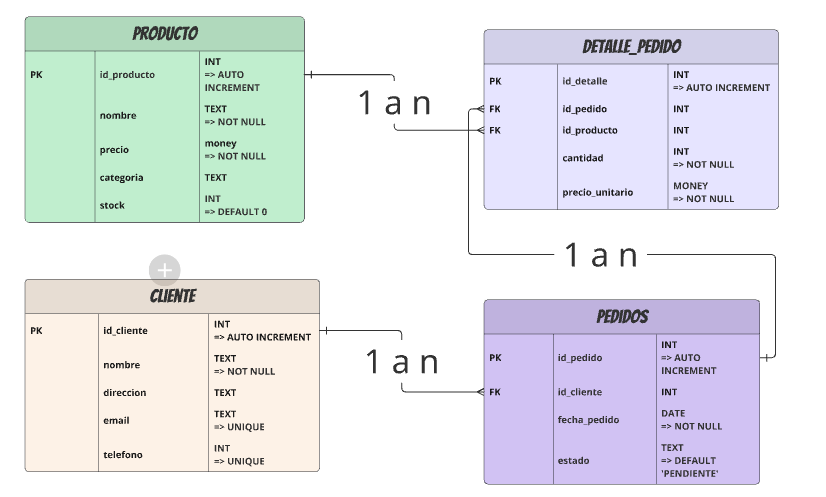 PRODUCTO
PK id_producto INT
=> AUTO
INCREMENT
nombre TEXT
=> NOT NULL
precio money
=> NOT NULL
categoria TEXT
stock INT
=> DEFAULT 0
1 a n
DETALLE_PEDIDO
PK id_detalle INT
=> AUTO INCREMENT
FK id_pedido INT
FK id_producto INT
cantidad INT
=> NOT NULL
precio_unitario MONEY
=> NOT NULL
1 a n
CLIENTE
PK id_cliente INT
=> AUTO INCREMENT
nombre TEXT
=> NOT NULL
direccion TEXT
email TEXT
=> UNIQUE
telefono INT
=> UNIQUE
1 a n
PEDIDOS
PK id_pedido INT
=> AUTO
INCREMENT
FK id_cliente INT
fecha_pedido DATE
=> NOT NULL
estado TEXT
=> DEFAULT
'PENDIENTE'